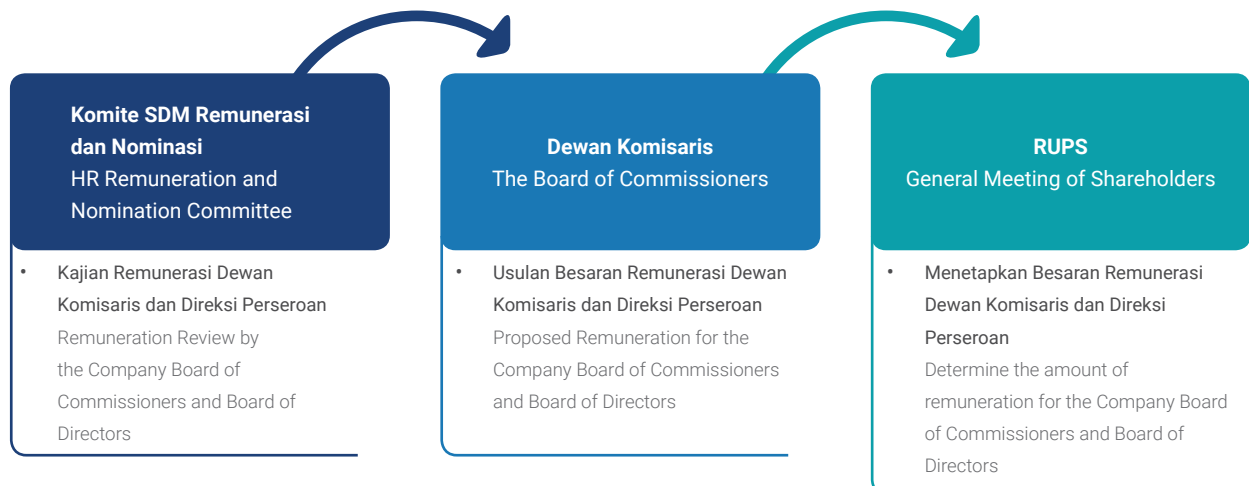 Komite SDM Remunerasi
dan Nominasi
HR Remuneration and
Nomination Committee
• Kajian Remunerasi Dewan
Komisaris dan Direksi Perseroan
Remuneration Review by
the Company Board of
Commissioners and Board of
Directors
Dewan Komisaris
The Board of Commissioners
• Usulan Besaran Remunerasi Dewan
Komisaris dan Direksi Perseroan
Proposed Remuneration for the
Company Board of Commissioners
and Board of Directors
RUPS
General Meeting of Shareholders
• Menetapkan Besaran Remunerasi
Dewan Komisaris dan Direksi
Perseroan
Determine the amount of
remuneration for the Company Board
of Commissioners and Board of
Directors